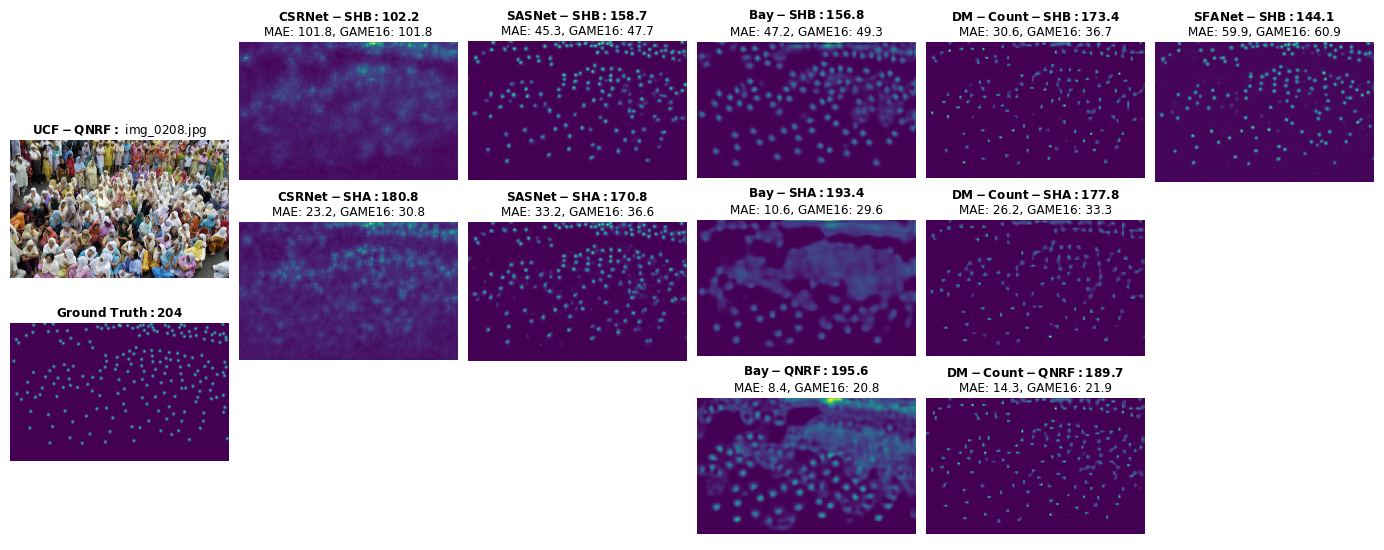 CSRNet − SHB: 102.2
MAE: 101.8, GAME16: 101.8
SASNet − SHB: 158.7
MAE: 45.3, GAME16: 47.7
Bay − SHB: 156.8
MAE: 47.2, GAME16: 49.3
DM − Count − SHB: 173.4
MAE: 30.6, GAME16: 36.7
SFANet − SHB: 144.1
MAE: 59.9, GAME16: 60.9
UCF − QNRF: img_0208.jpg
CSRNet − SHA: 180.8
MAE: 23.2, GAME16: 30.8
SASNet − SHA: 170.8
MAE: 33.2, GAME16: 36.6
Bay − SHA: 193.4
MAE: 10.6, GAME16: 29.6
DM − Count − SHA: 177.8
MAE: 26.2, GAME16: 33.3
Ground Truth: 204
Bay − QNRF: 195.6
MAE: 8.4, GAME16: 20.8
DM − Count − QNRF: 189.7
MAE: 14.3, GAME16: 21.9